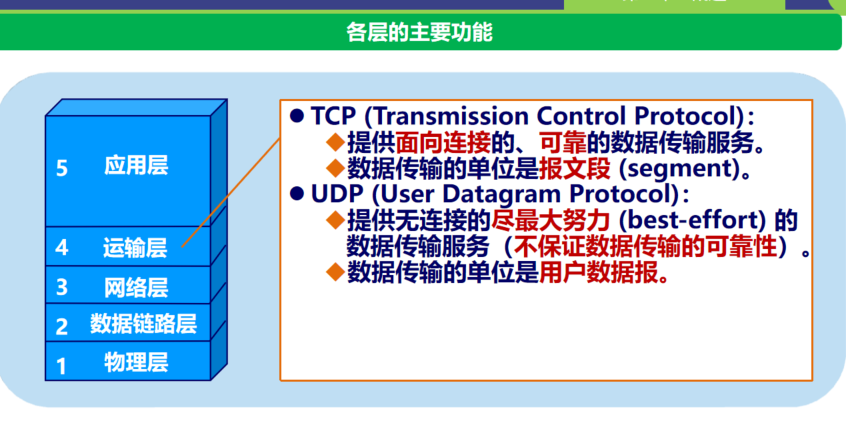 各层的主要功能
● TCP (Transmission Control Protocol)：
◆提供面向连接的、可靠的数据传输服务。
◆数据传输的单位是报文段 (segment)。
● UDP (User Datagram Protocol)：
◆提供无连接的尽最大努力 (best-effort) 的
数据传输服务（不保证数据传输的可靠性）。
◆数据传输的单位是用户数据报。
5 应用层
4 运输层
3 网络层
2 数据链路层
1 物理层